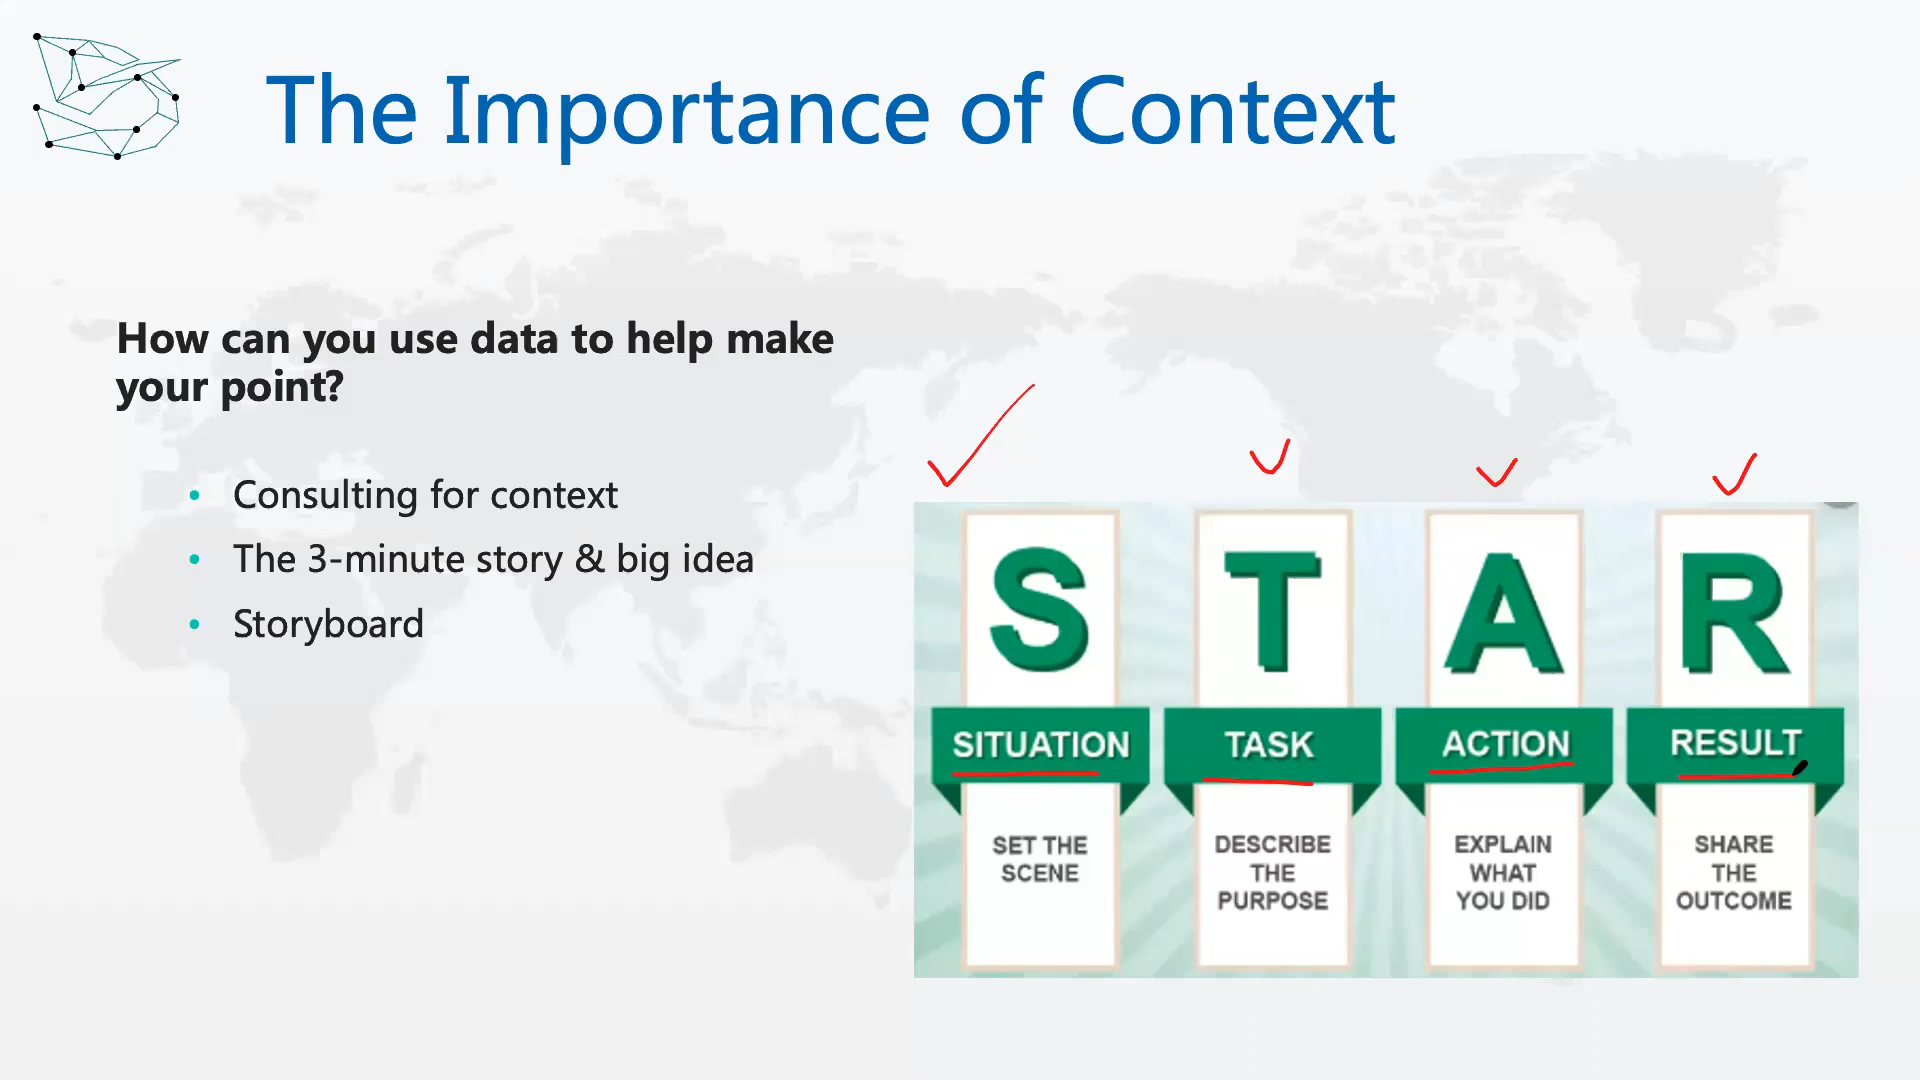 The Importance of Context
How can you use data to help make
your point?
• Consulting for context
• The 3-minute story & big idea
• Storyboard
S T A R
SITUATION TASK ACTION RESULT
SET THE
SCENE
DESCRIBE
THE
PURPOSE
EXPLAIN
WHAT
YOU DID
SHARE
THE
OUTCOME